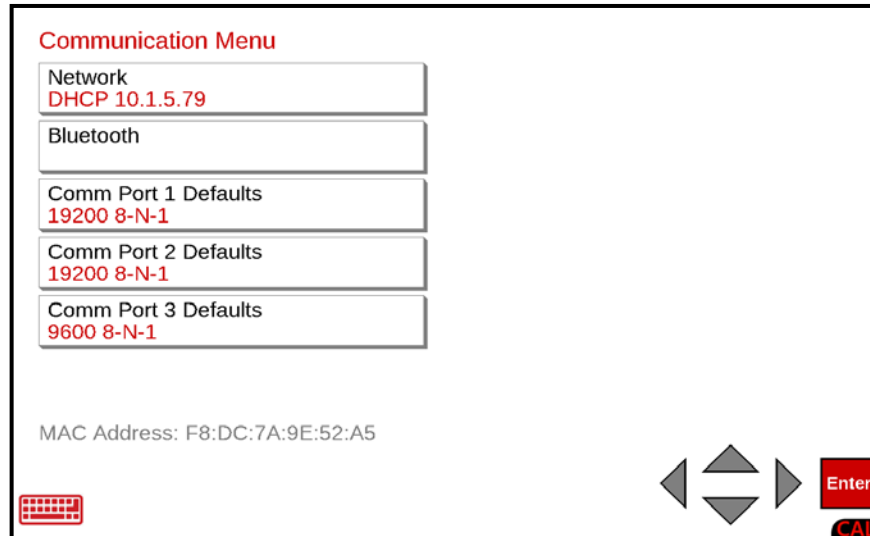 Communication Menu
Network
DHCP 10.1.5.79
Bluetooth
Comm Port 1 Defaults
19200 8-N-1
Comm Port 2 Defaults
19200 8-N-1
Comm Port 3 Defaults
9600 8-N-1
MAC Address: F8:DC:7A:9E:52:A5
Enter